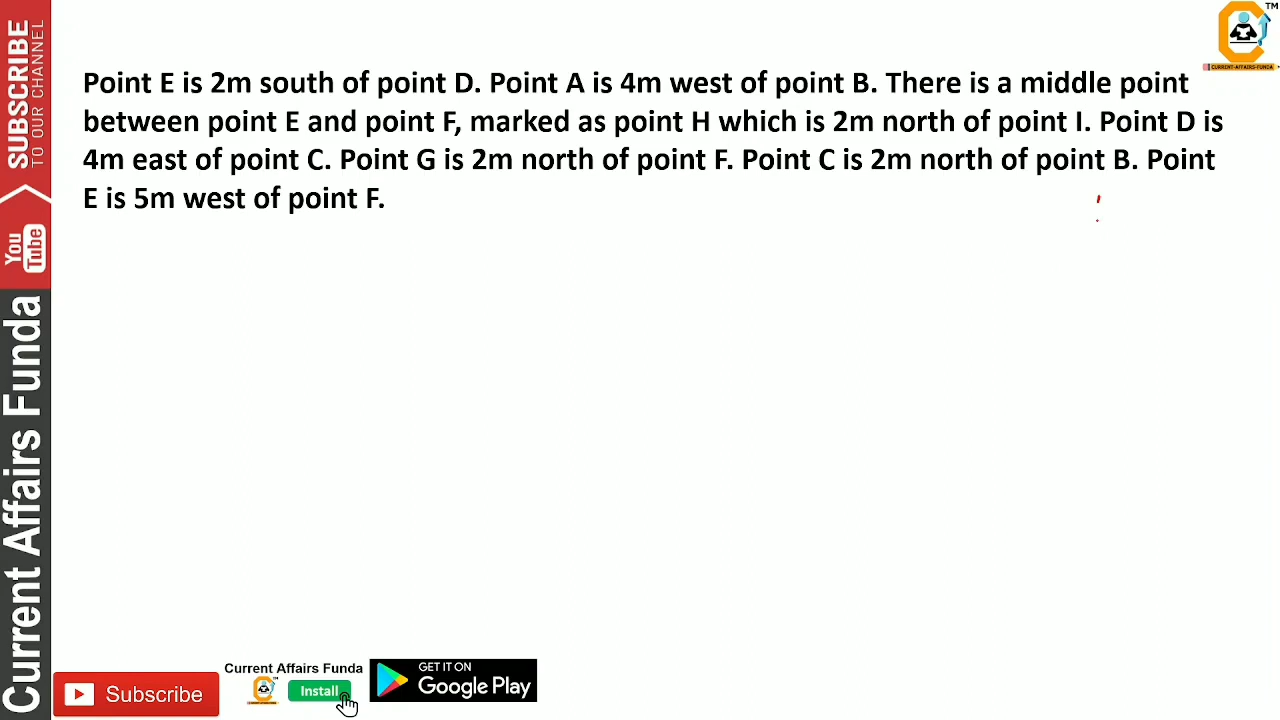 Point E is 2m south of point D. Point A is 4m west of point B. There is a middle point
between point E and point F, marked as point H which is 2m north of point I. Point D is
4m east of point C. Point G is 2m north of point F. Point C is 2m north of point B. Point
E is 5m west of point F.
SUBSCRIBE
TO OUR CHANNEL
You
Tube
Current Affairs Funda
TM
CURRENT-AFFAIRS-FUNDA
Subscribe
Current Affairs Funda
Install
GET IT ON
Google Play